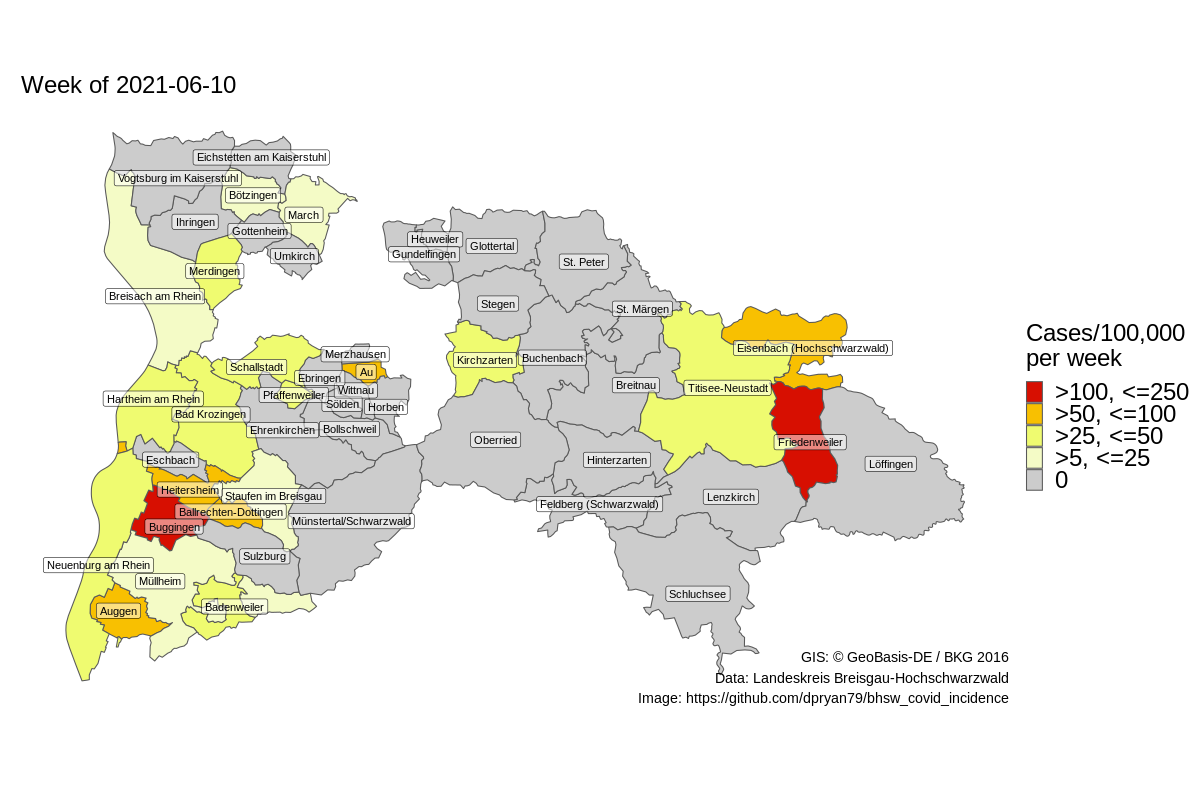 Week of 2021-06-10
Eichstetten am Kaiserstuhl
Vogtsburg im Kaiserstuhl
Bötzingen
March
Ihringen
Gottenheim
Umkirch
Merdingen
Breisach am Rhein
Heuweiler
Glottertal
Gundelfingen
St. Peter
Stegen
St. Märgen
Eisenbach (Hochschwarzwald)
Merzhausen
Kirchzarten
Buchenbach
Schallstadt
Au
Ebringen
Breitnau
Titisee-Neustadt
Wittnau
Pfaffenweiler
Hartheim am Rhein
Sölden
Horben
Bad Krozingen
Ehrenkirchen
Bollschweil
Oberried
Friedenweiler
Eschbach
Hinterzarten
Löffingen
Heitersheim
Staufen im Breisgau
Lenzkirch
Feldberg (Schwarzwald)
Ballrechten-Dottingen
Münstertal/Schwarzwald
Buggingen
Sulzburg
Neuenburg am Rhein
Müllheim
Schluchsee
Badenweiler
Auggen
Cases/100,000
per week
>100, <=250
>50, <=100
>25, <=50
>5, <=25
0
GIS: © GeoBasis-DE / BKG 2016
Data: Landeskreis Breisgau-Hochschwarzwald
Image: https://github.com/dpryan79/bhsw_covid_incidence